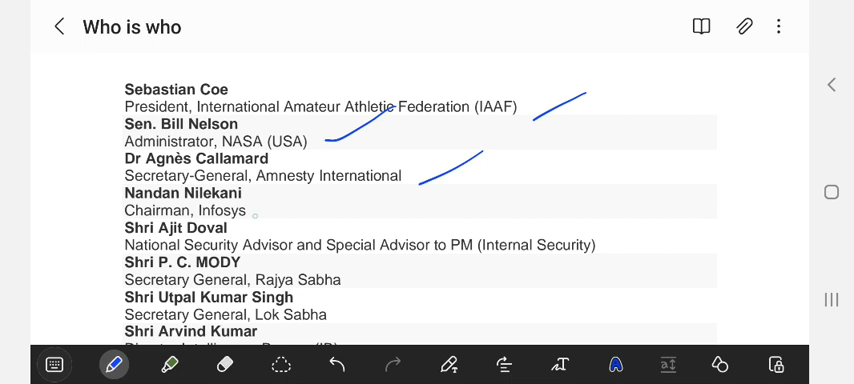 Who is who
Sebastian Coe
President, International Amateur Athletic Federation (IAAF)
Sen. Bill Nelson
Administrator, NASA (USA)
Dr Agnès Callamard
Secretary-General, Amnesty International
Nandan Nilekani
Chairman, Infosys
Shri Ajit Doval
National Security Advisor and Special Advisor to PM (Internal Security)
Shri P. C. MODY
Secretary General, Rajya Sabha
Shri Utpal Kumar Singh
Secretary General, Lok Sabha
Shri Arvind Kumar